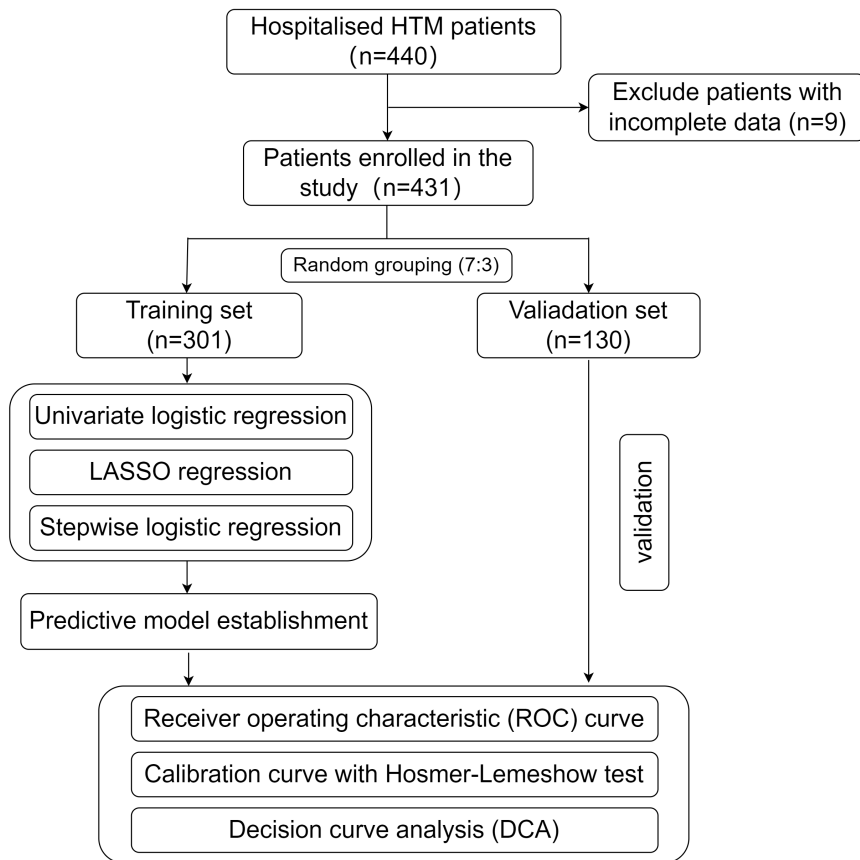 Hospitalised HTM patients
(n=440)
Exclude patients with
incomplete data (n=9)
Patients enrolled in the
study (n=431)
Random grouping (7:3)
Training set
(n=301)
Valiadation set
(n=130)
Univariate logistic regression
LASSO regression
Stepwise logistic regression
validation
Predictive model establishment
Receiver operating characteristic (ROC) curve
Calibration curve with Hosmer-Lemeshow test
Decision curve analysis (DCA)